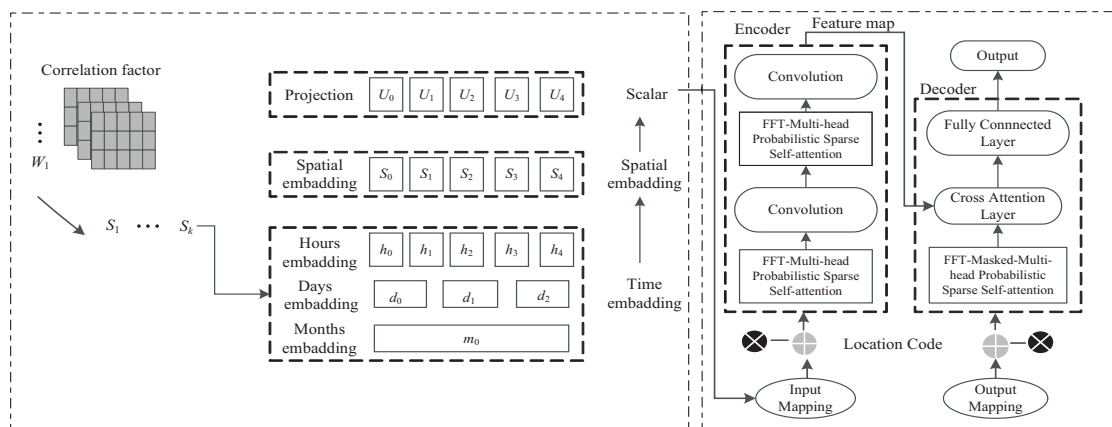 Correlation factor
W1
S1 ... Sk
Projection U0 U1 U2 U3 U4
Spatial
embedding S0 S1 S2 S3 S4
Hours
embedding h0 h1 h2 h3 h4
Days
embedding d0 d1 d2
Months
embedding m0
Scalar
Spatial
embedding
Time
embedding
Encoder
Feature map
Convolution
FFT-Multi-head
Probabilistic Sparse
Self-attention
Convolution
FFT-Multi-head
Probabilistic Sparse
Self-attention
Location Code
Input
Mapping
Output
Decoder
Fully Connnected
Layer
Cross Attention
Layer
FFT-Masked-Multi-
head Probabilistic
Sparse Self-attention
Output
Mapping